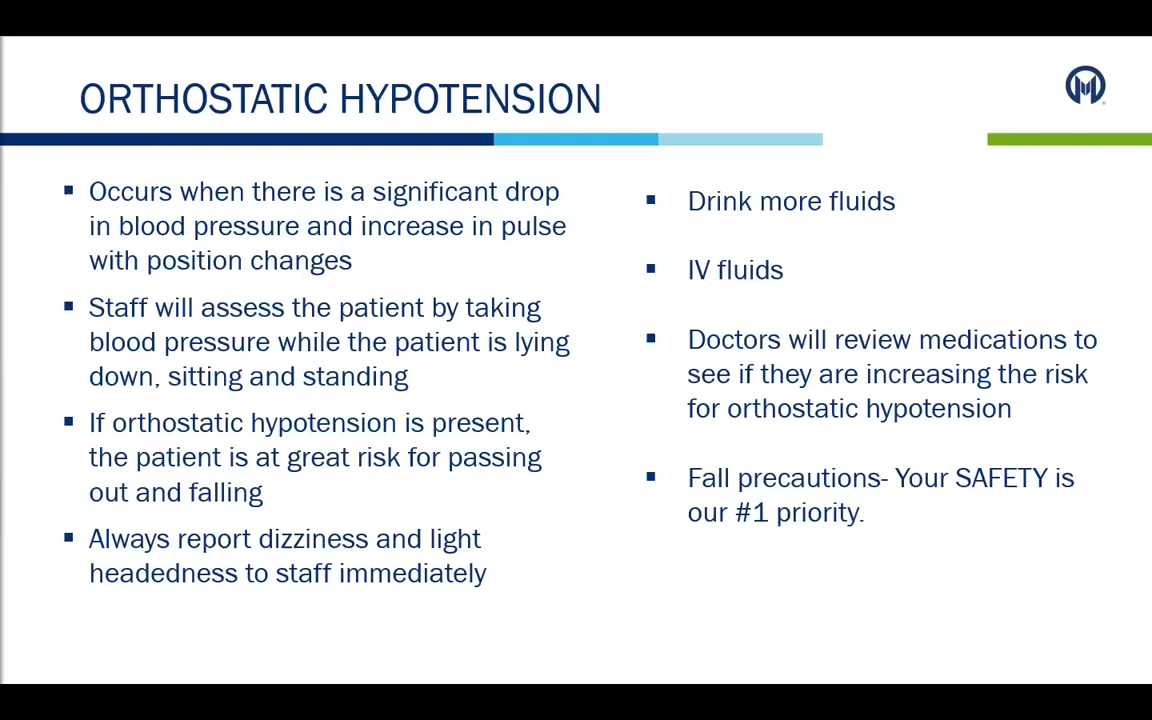 ORTHOSTATIC HYPOTENSION
Occurs when there is a significant drop
in blood pressure and increase in pulse
with position changes
Staff will assess the patient by taking
blood pressure while the patient is lying
down, sitting and standing
If orthostatic hypotension is present,
the patient is at great risk for passing
out and falling
Always report dizziness and light
headedness to staff immediately
Drink more fluids
IV fluids
Doctors will review medications to
see if they are increasing the risk
for orthostatic hypotension
Fall precautions- Your SAFETY is
our #1 priority.